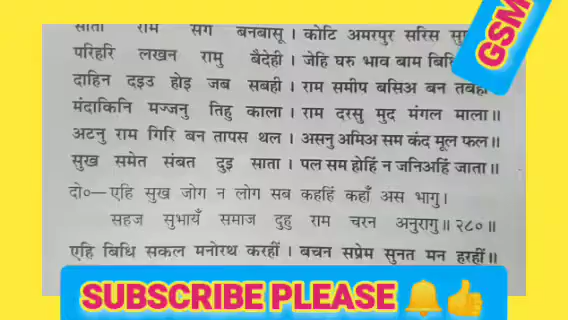 साता राम सग बनबासू । कोटि अमरपुर सरिस
परिहरि लखन रामु बैदेही । जेहि घरु भाव बाम बिधि
दाहिन दइउ होइ जब सबही । राम समीप बसिअ बन तबही
मंदाकिनि मज्जनु तिहु काला । राम दरसु मुद मंगल माला॥
अटनु राम गिरि बन तापस थल । असनु अमिअ सम कंद मूल फल॥
सुख समेत संबत दुइ साता । पल सम होहिं न जनिअहिं जाता॥
दो०— एहि सुख जोग न लोग सब कहहिं कहाँ अस भागु।
सहज सुभायँ समाज दुहु राम चरन अनुरागु॥ २८०॥
एहि बिधि सकल मनोरथ करहीं । बचन सप्रेम सुनत मन हरहीं॥
GSM
SUBSCRIBE PLEASE